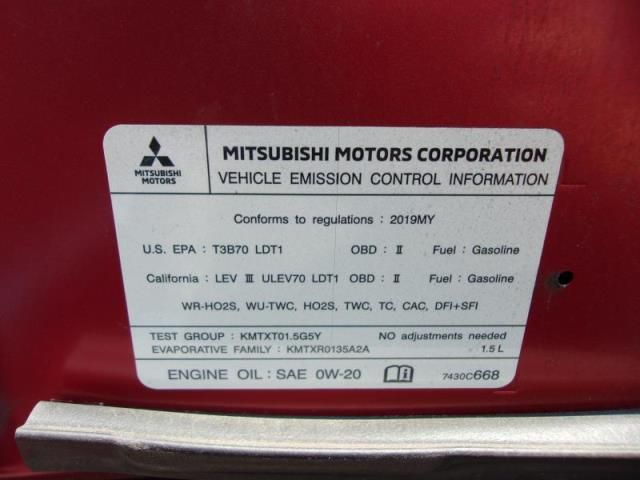 MITSUBISHI
MOTORS
MITSUBISHI MOTORS CORPORATION
VEHICLE EMISSION CONTROL INFORMATION
Conforms to regulations : 2019MY
U.S. EPA : T3B70 LDT1 OBD : II Fuel : Gasoline
California : LEV III ULEV70 LDT1 OBD : II Fuel : Gasoline
WR-HO2S, WU-TWC, HO2S, TWC, TC, CAC, DFI+SFI
TEST GROUP : KMTXT01.5G5Y NO adjustments needed
EVAPORATIVE FAMILY : KMTXR0135A2A 1.5 L
ENGINE OIL : SAE 0W-20 7430C668